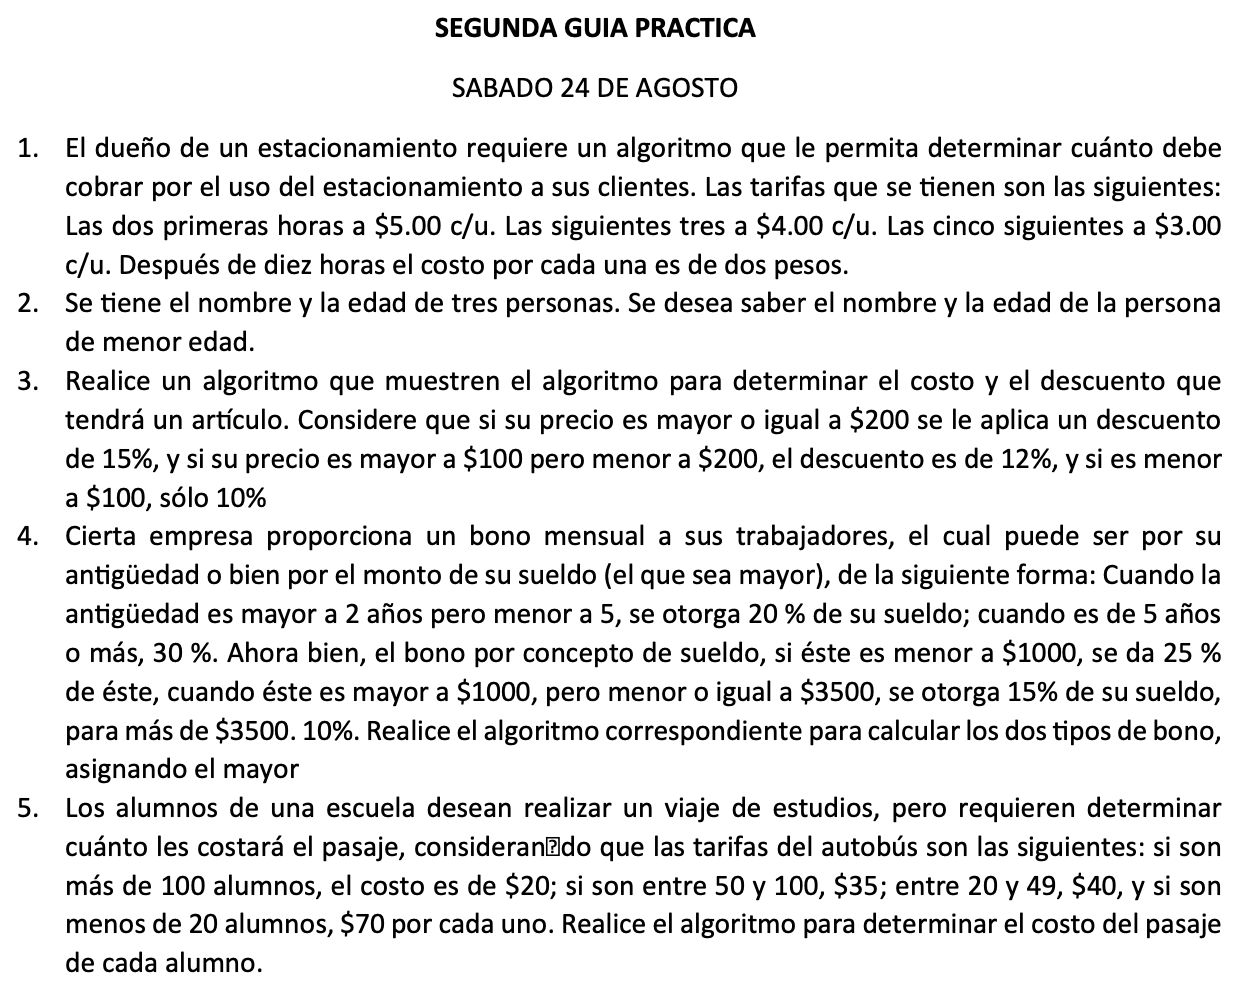 SEGUNDA GUIA PRACTICA
SABADO 24 DE AGOSTO
1. El dueño de un estacionamiento requiere un algoritmo que le permita determinar cuánto debe
cobrar por el uso del estacionamiento a sus clientes. Las tarifas que se tienen son las siguientes:
Las dos primeras horas a $5.00 c/u. Las siguientes tres a $4.00 c/u. Las cinco siguientes a $3.00
c/u. Después de diez horas el costo por cada una es de dos pesos.
2. Se tiene el nombre y la edad de tres personas. Se desea saber el nombre y la edad de la persona
de menor edad.
3. Realice un algoritmo que muestren el algoritmo para determinar el costo y el descuento que
tendrá un artículo. Considere que si su precio es mayor o igual a $200 se le aplica un descuento
de 15%, y si su precio es mayor a $100 pero menor a $200, el descuento es de 12%, y si es menor
a $100, sólo 10%
4. Cierta empresa proporciona un bono mensual a sus trabajadores, el cual puede ser por su
antigüedad o bien por el monto de su sueldo (el que sea mayor), de la siguiente forma: Cuando la
antigüedad es mayor a 2 años pero menor a 5, se otorga 20 % de su sueldo; cuando es de 5 años
o más, 30 %. Ahora bien, el bono por concepto de sueldo, si éste es menor a $1000, se da 25 %
de éste, cuando éste es mayor a $1000, pero menor o igual a $3500, se otorga 15% de su sueldo,
para más de $3500. 10%. Realice el algoritmo correspondiente para calcular los dos tipos de bono,
asignando el mayor
5. Los alumnos de una escuela desean realizar un viaje de estudios, pero requieren determinar
cuánto les costará el pasaje, consideran⍰do que las tarifas del autobús son las siguientes: si son
más de 100 alumnos, el costo es de $20; si son entre 50 y 100, $35; entre 20 y 49, $40, y si son
menos de 20 alumnos, $70 por cada uno. Realice el algoritmo para determinar el costo del pasaje
de cada alumno.